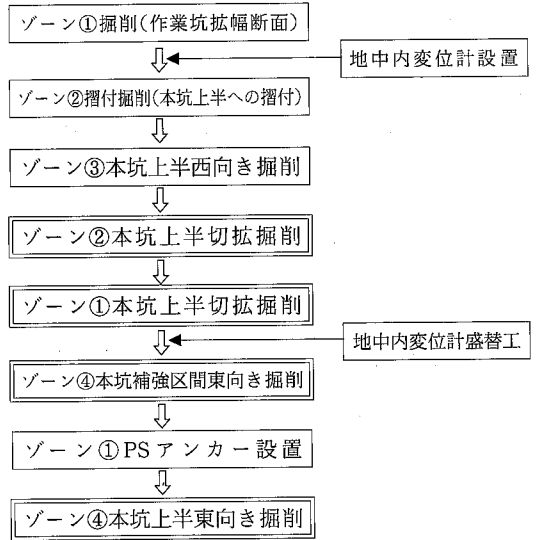 ゾーン①掘削(作業坑拡幅断面)
地中内変位計設置
ゾーン②摺付掘削(本坑上半への摺付)
ゾーン③本坑上半西向き掘削
ゾーン②本坑上半切拡掘削
ゾーン①本坑上半切拡掘削
地中内変位計盛替工
ゾーン④本坑補強区間東向き掘削
ゾーン①PSアンカー設置
ゾーン④本坑上半東向き掘削